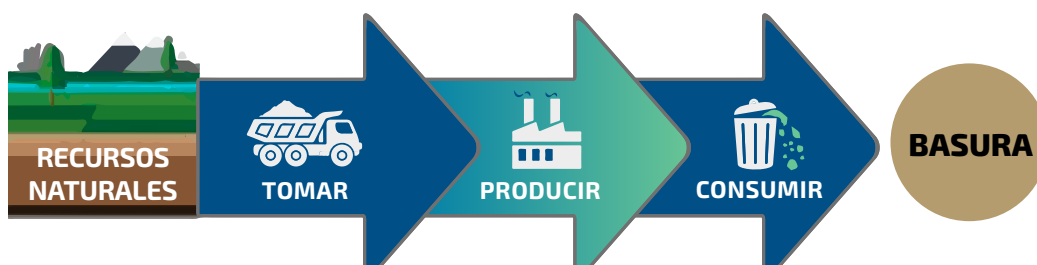 RECURSOS
NATURALES
TOMAR
PRODUCIR
CONSUMIR
BASURA